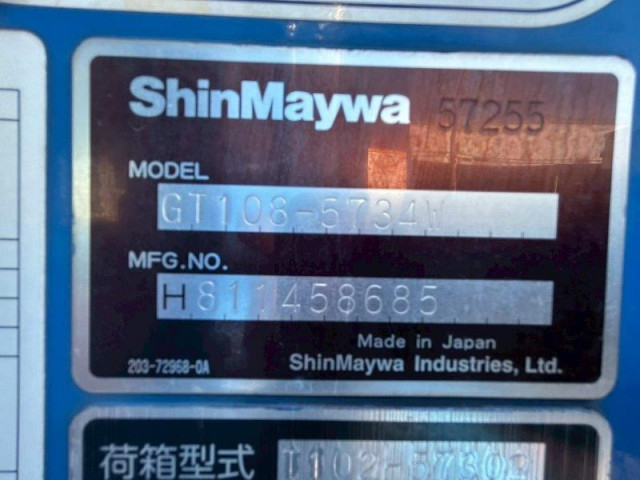 ShinMaywa 57255
MODEL
GT108-5734W
MFG.NO.
H811458685
Made in Japan
203-72968-0A ShinMaywa Industries, Ltd.
荷箱型式